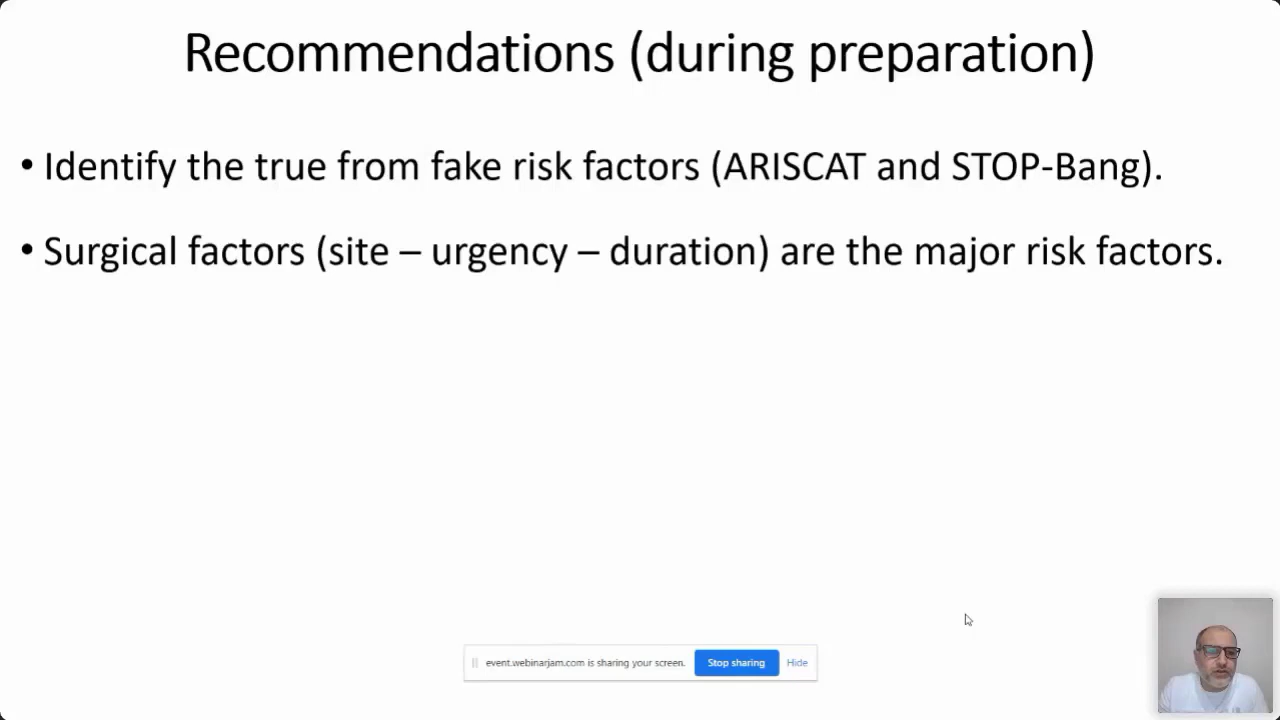 Recommendations (during preparation)
• Identify the true from fake risk factors (ARISCAT and STOP-Bang).
• Surgical factors (site – urgency – duration) are the major risk factors.
event.webinarjam.com is sharing your screen. Stop sharing Hide